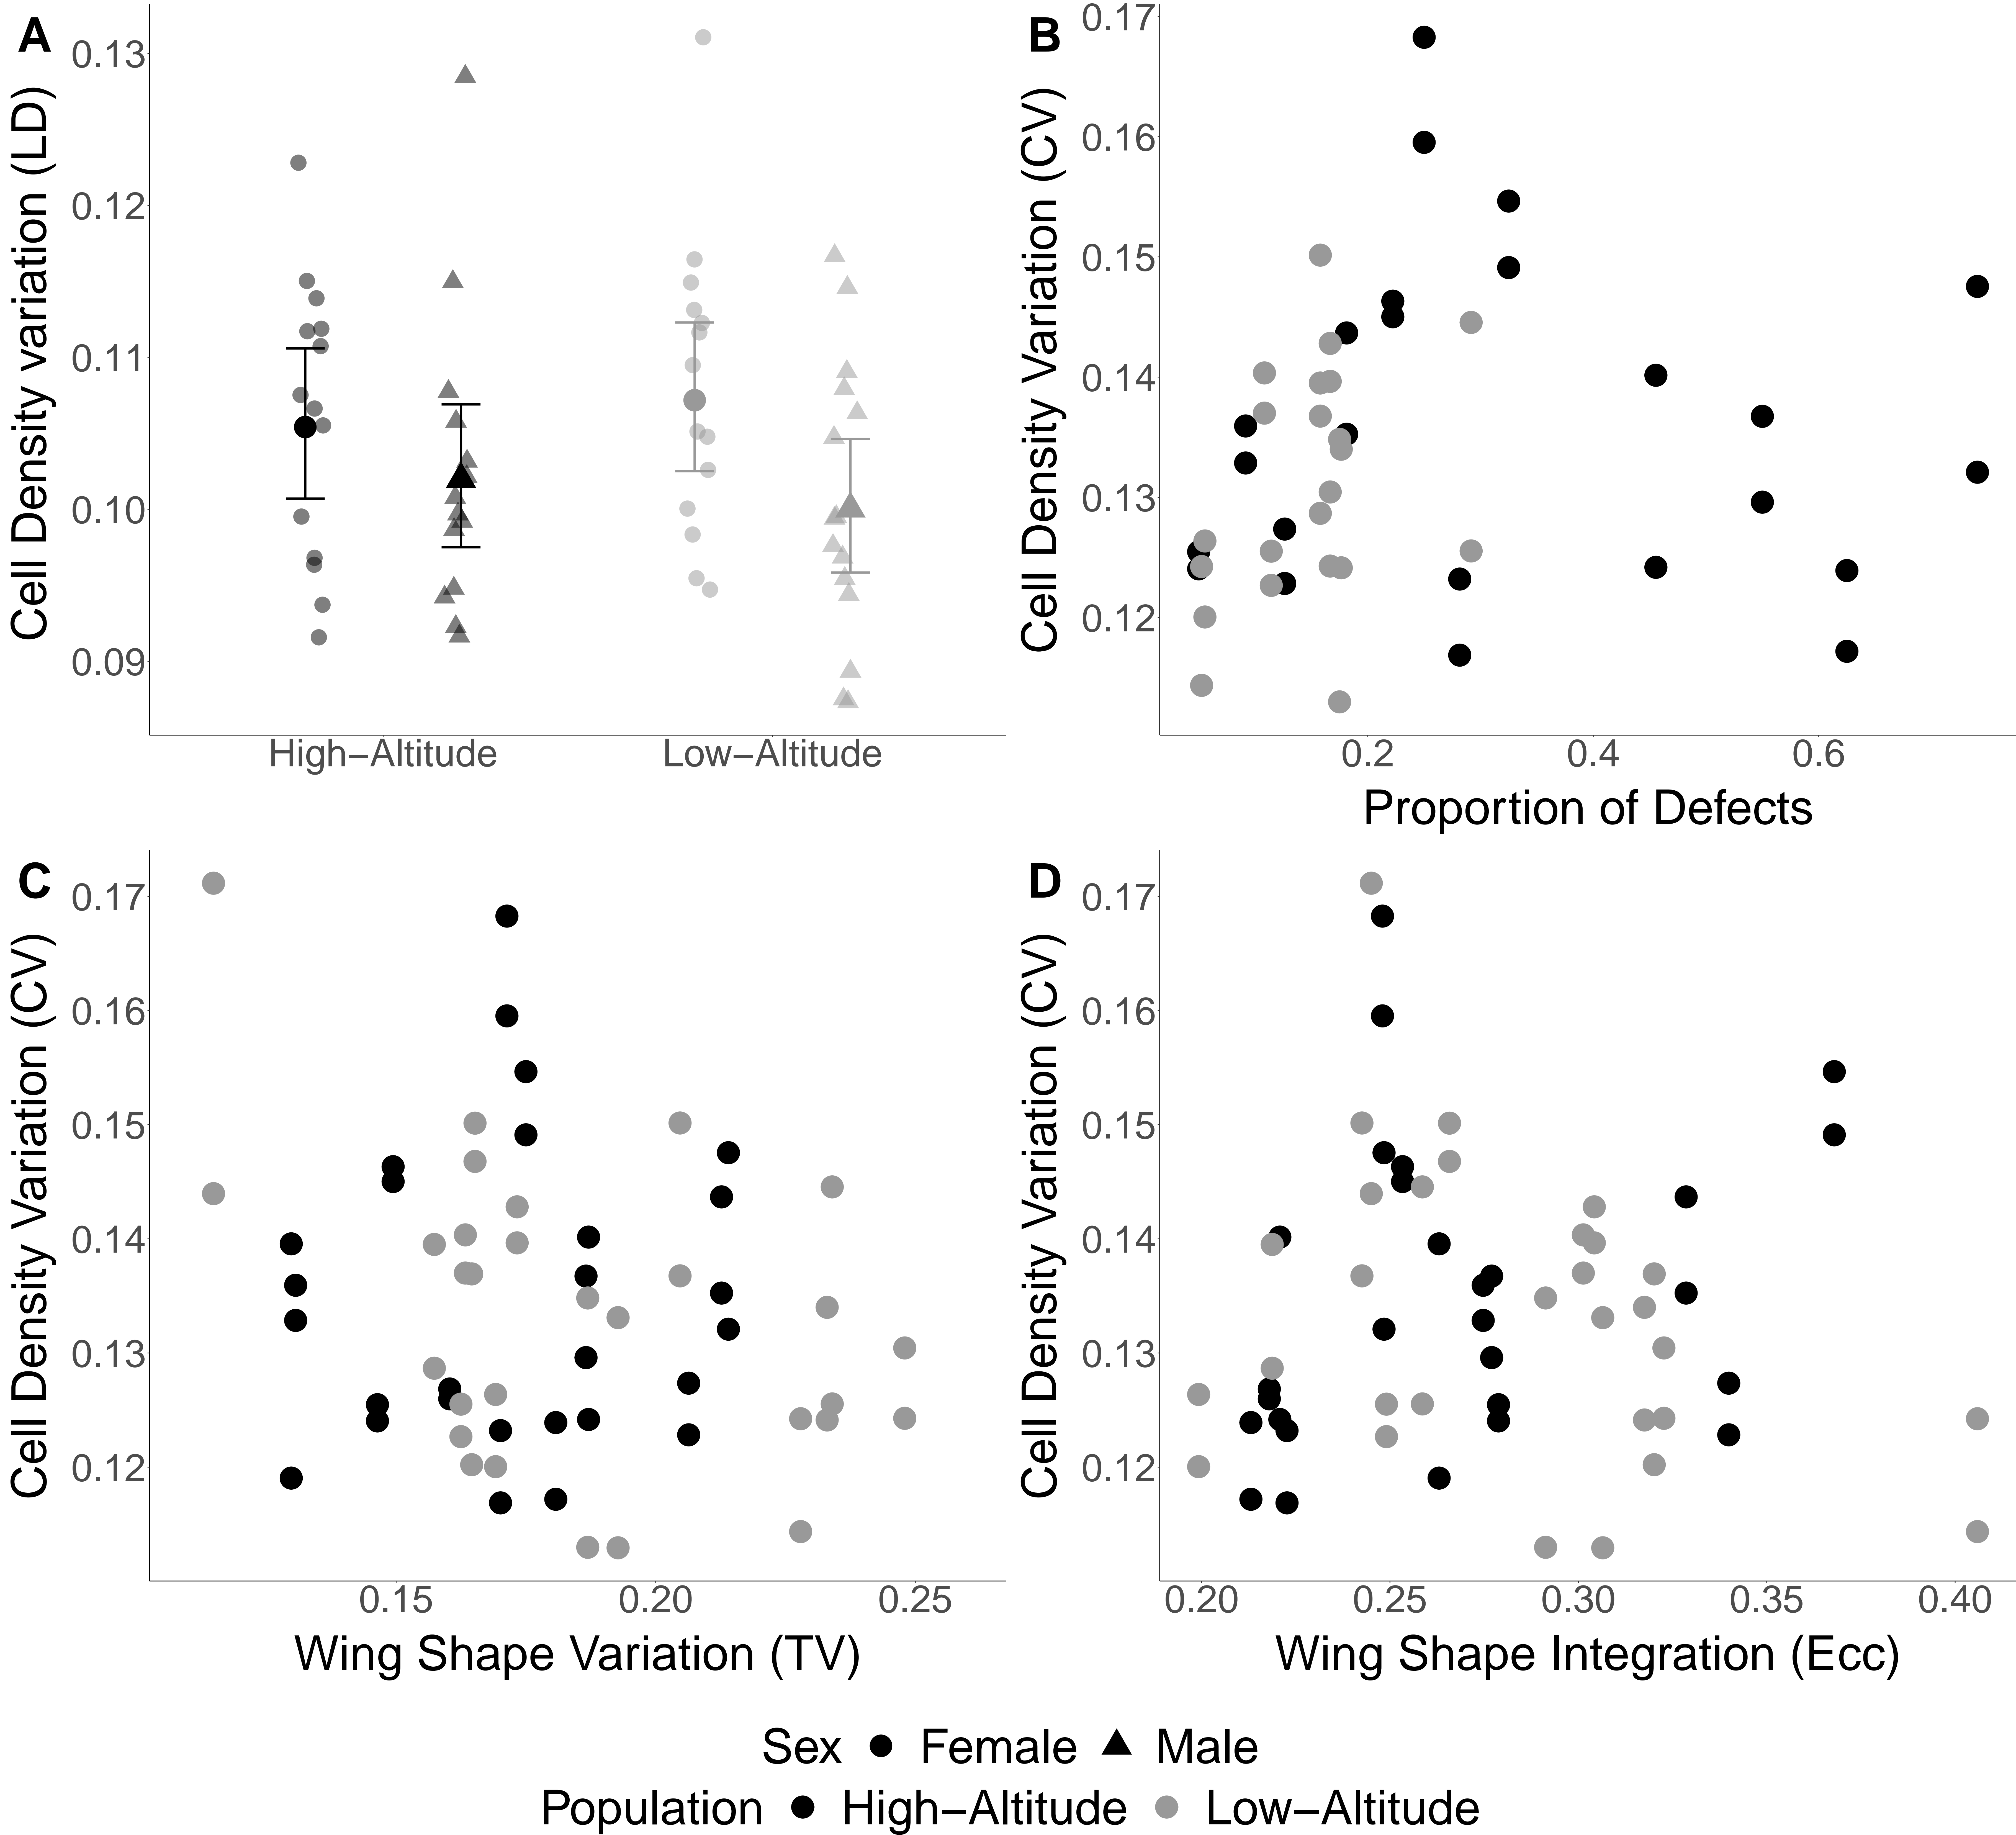 A
Cell Density variation (LD)
0.13
0.12
0.11
0.10
0.09
High−Altitude
Low−Altitude
B
Cell Density Variation (CV)
0.17
0.16
0.15
0.14
0.13
0.12
0.2
0.4
0.6
Proportion of Defects
C
Cell Density Variation (CV)
0.17
0.16
0.15
0.14
0.13
0.12
0.15
0.20
0.25
Wing Shape Variation (TV)
D
Cell Density Variation (CV)
0.17
0.16
0.15
0.14
0.13
0.12
0.20
0.25
0.30
0.35
0.40
Wing Shape Integration (Ecc)
Sex Female Male
Population High−Altitude Low−Altitude